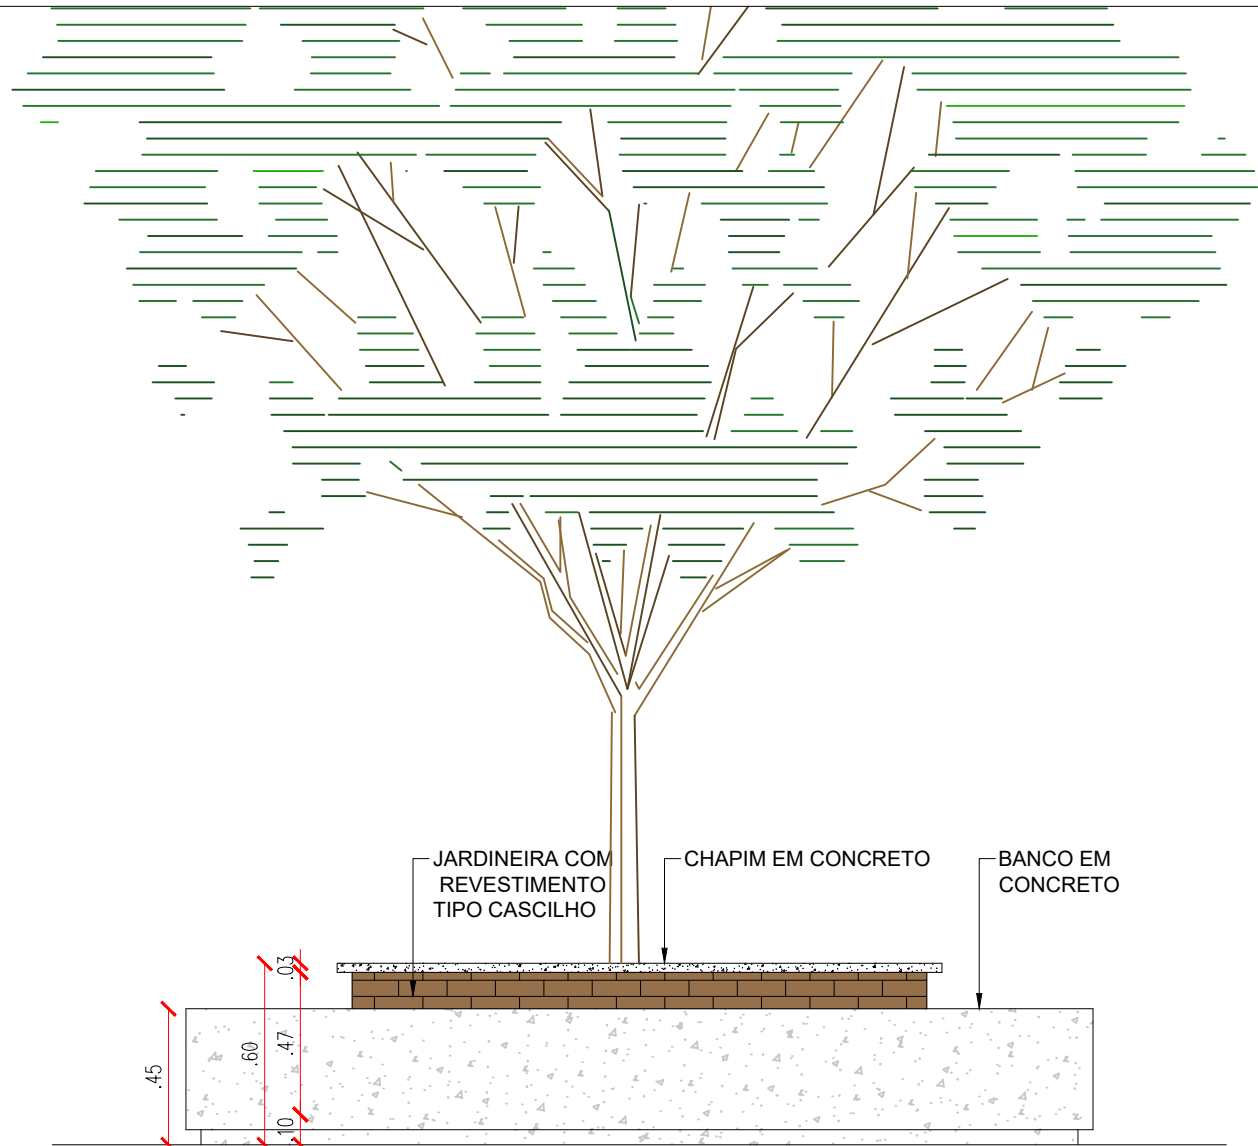 JARDINEIRA COM
REVESTIMENTO
TIPO CASCILHO
CHAPIM EM CONCRETO
BANCO EM
CONCRETO
.03
.47
.60
.45
.10